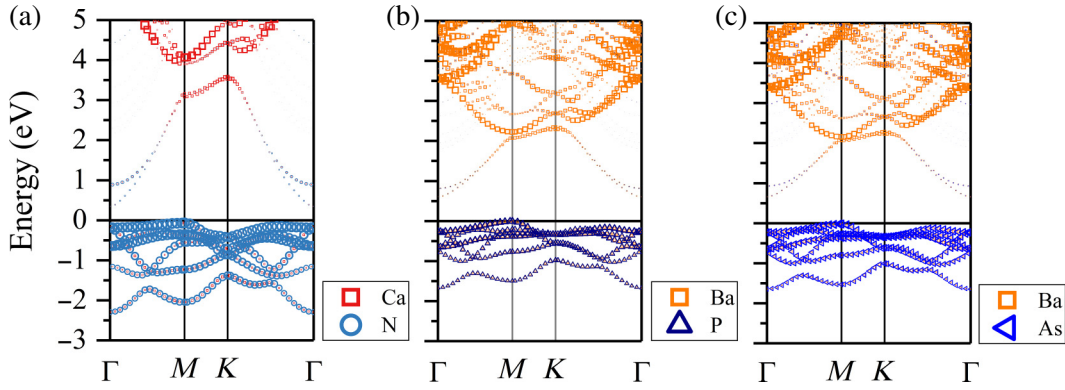 (a)
(b)
(c)
Energy (eV)
5
4
3
2
1
0
−1
−2
−3
Ca
N
Ba
P
Ba
As
Γ M K Γ
Γ M K Γ
Γ M K Γ